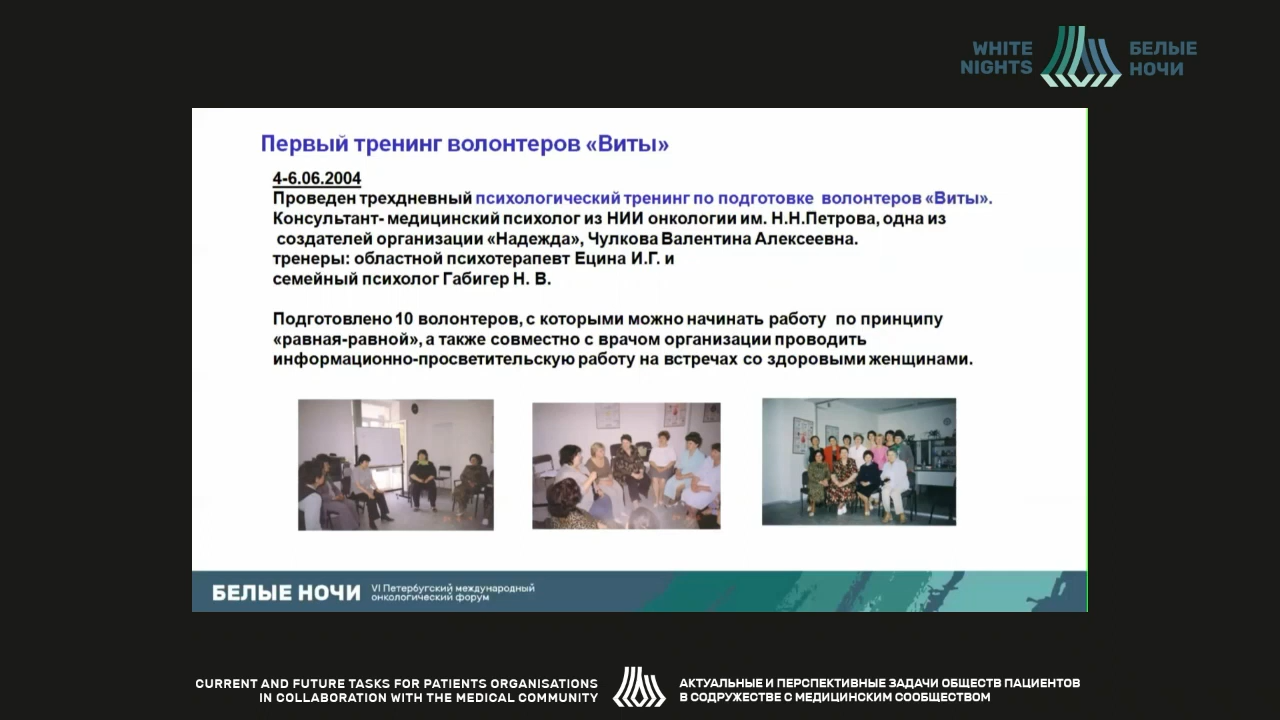 WHITE
NIGHTS
БЕЛЫЕ
НОЧИ
Первый тренинг волонтеров «Виты»
4-6.06.2004
Проведен трехдневный психологический тренинг по подготовке волонтеров «Виты».
Консультант- медицинский психолог из НИИ онкологии им. Н.Н.Петрова, одна из
создателей организации «Надежда», Чулкова Валентина Алексеевна.
тренеры: областной психотерапевт Ецина И.Г. и
семейный психолог Габигер Н. В.
Подготовлено 10 волонтеров, с которыми можно начинать работу по принципу
«равная-равной», а также совместно с врачом организации проводить
информационно-просветительскую работу на встречах со здоровыми женщинами.
БЕЛЫЕ НОЧИ
VI Петербургский международный
онкологический форум
CURRENT AND FUTURE TASKS FOR PATIENTS ORGANISATIONS
IN COLLABORATION WITH THE MEDICAL COMMUNITY
АКТУАЛЬНЫЕ И ПЕРСПЕКТИВНЫЕ ЗАДАЧИ ОБЩЕСТВ ПАЦИЕНТОВ
В СОДРУЖЕСТВЕ С МЕДИЦИНСКИМ СООБЩЕСТВОМ